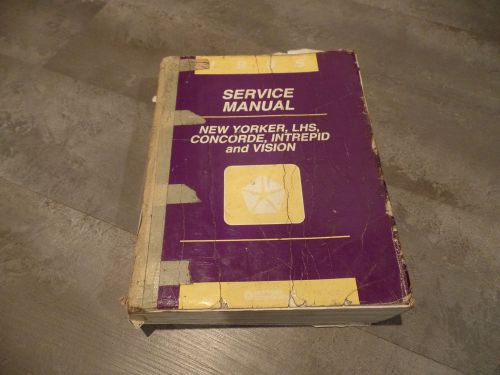 SERVICE
MANUAL
NEW YORKER, LHS,
CONCORDE, INTREPID
and VISION